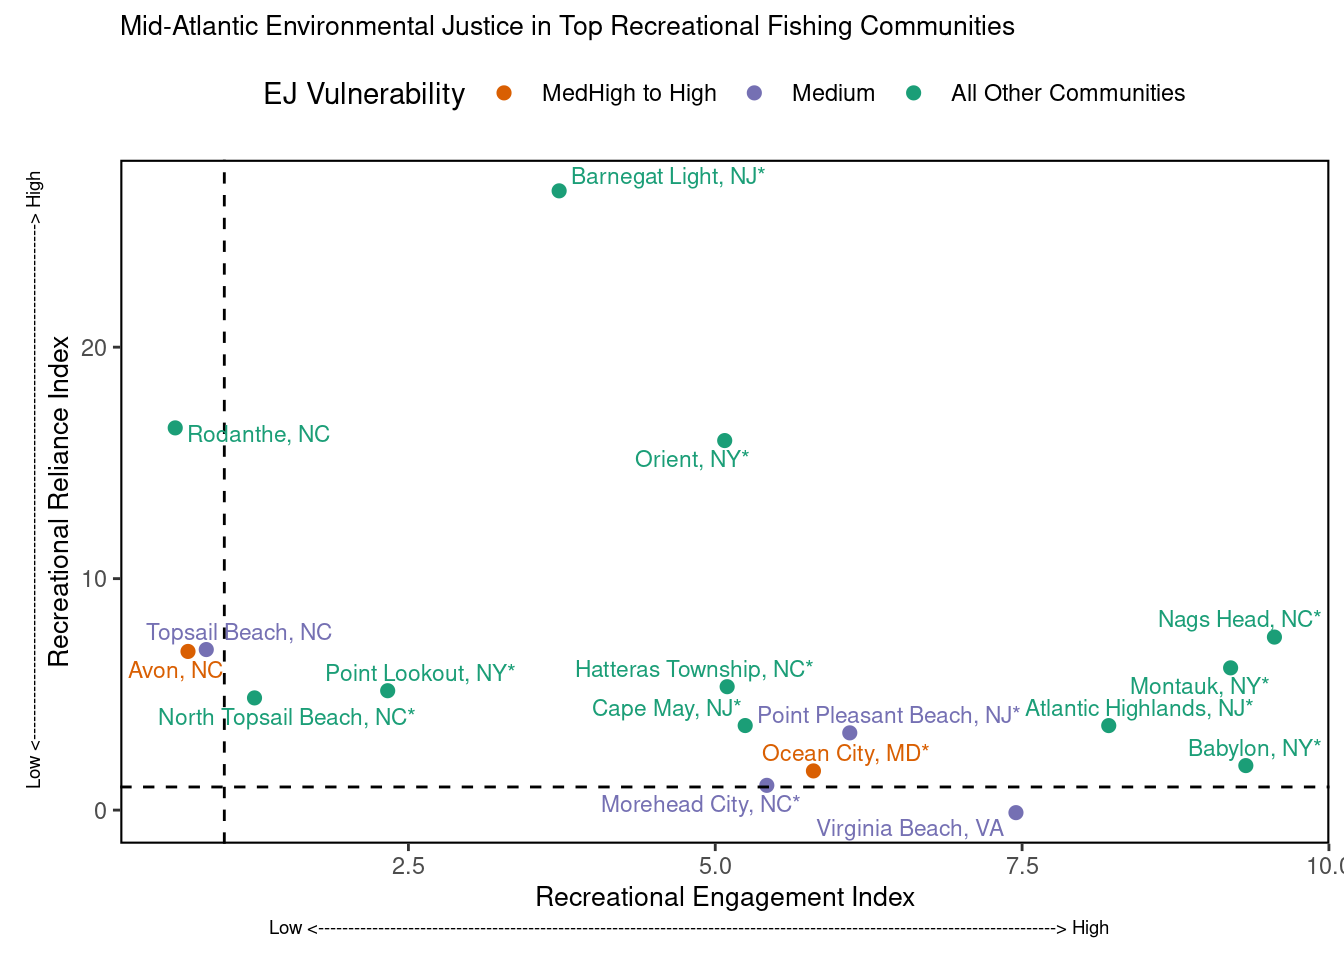 Mid-Atlantic Environmental Justice in Top Recreational Fishing Communities
EJ Vulnerability MedHigh to High Medium All Other Communities
Low <------------------------------------------------------------------------------------------> High
Recreational Reliance Index
20
10
0
Barnegat Light, NJ*
Rodanthe, NC
Orient, NY*
Nags Head, NC*
Topsail Beach, NC
Avon, NC
Point Lookout, NY*
Hatteras Township, NC*
Montauk, NY*
North Topsail Beach, NC*
Cape May, NJ*
Point Pleasant Beach, NJ*
Atlantic Highlands, NJ*
Ocean City, MD*
Babylon, NY*
Morehead City, NC*
Virginia Beach, VA
2.5 5.0 7.5 10.0
Recreational Engagement Index
Low <--------------------------------------------------------------------------------------------------------------------------> High